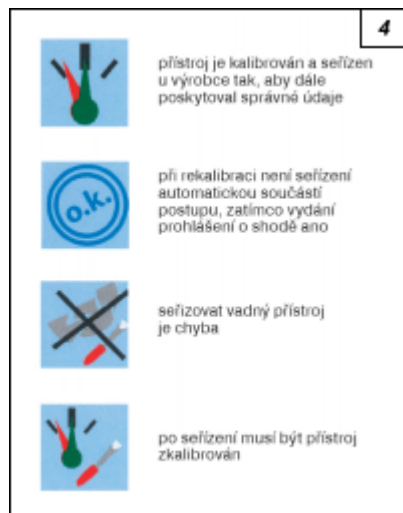 4
přístroj je kalibrován a seřízen
u výrobce tak, aby dále
poskytoval správné údaje
o.k.
při rekalibraci není seřízení
automatickou součástí
postupu, zatímco vydání
prohlášení o shodě ano
seřizovat vadný přístroj
je chyba
po seřízení musí být přístroj
zkalibrován